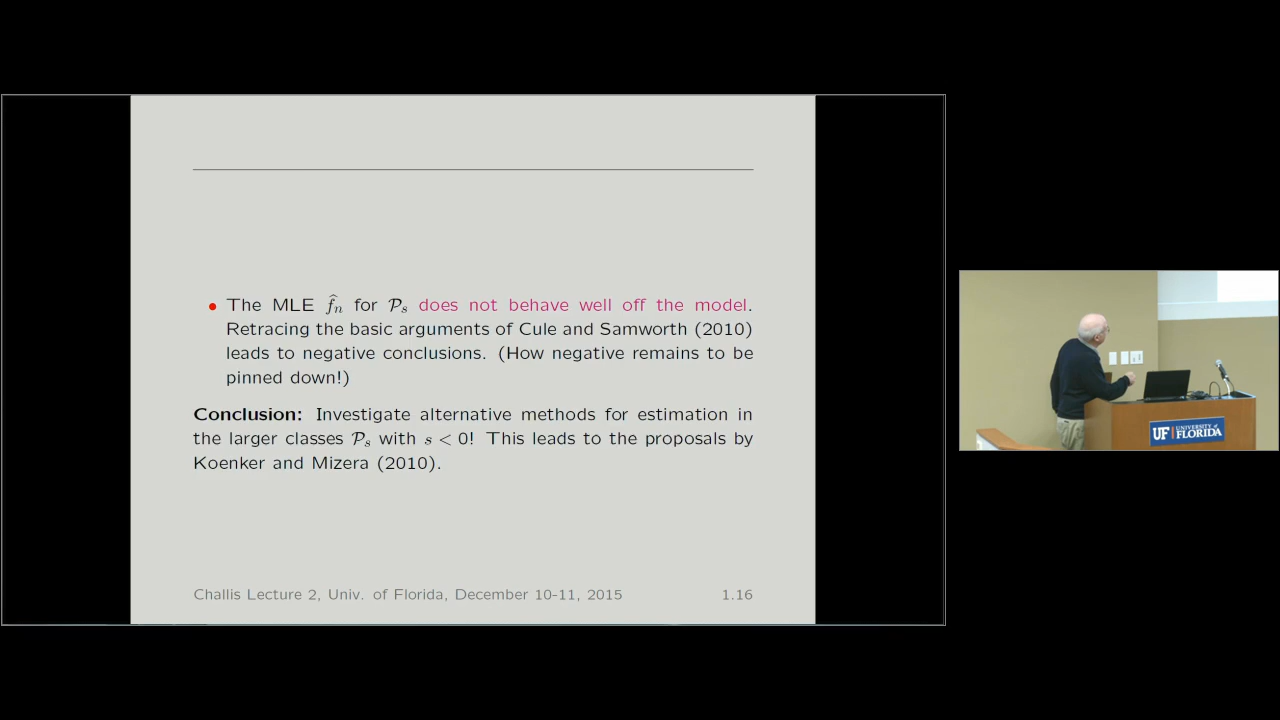 • The MLE f̂ₙ for 𝒫ₛ does not behave well off the model.
Retracing the basic arguments of Cule and Samworth (2010)
leads to negative conclusions. (How negative remains to be
pinned down!)
Conclusion: Investigate alternative methods for estimation in
the larger classes 𝒫ₛ with s < 0! This leads to the proposals by
Koenker and Mizera (2010).
Challis Lecture 2, Univ. of Florida, December 10-11, 2015 1.16
UF UNIVERSITY of
FLORIDA